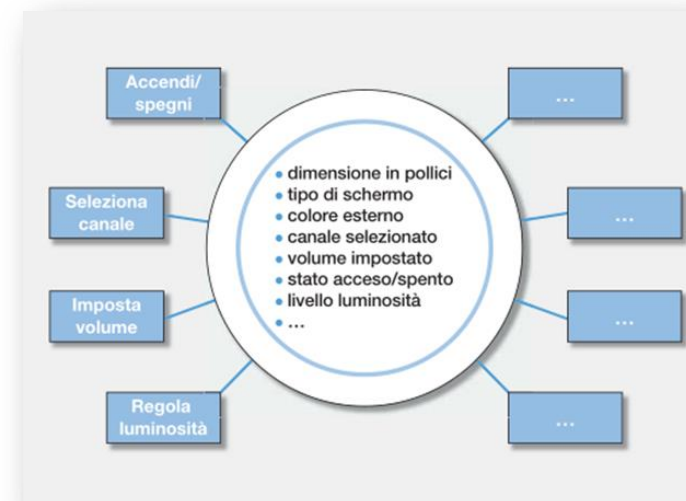 Accendi/
spegni
Seleziona
canale
Imposta
volume
Regola
luminosità
• dimensione in pollici
• tipo di schermo
• colore esterno
• canale selezionato
• volume impostato
• stato acceso/spento
• livello luminosità
• ...
...
...
...
...